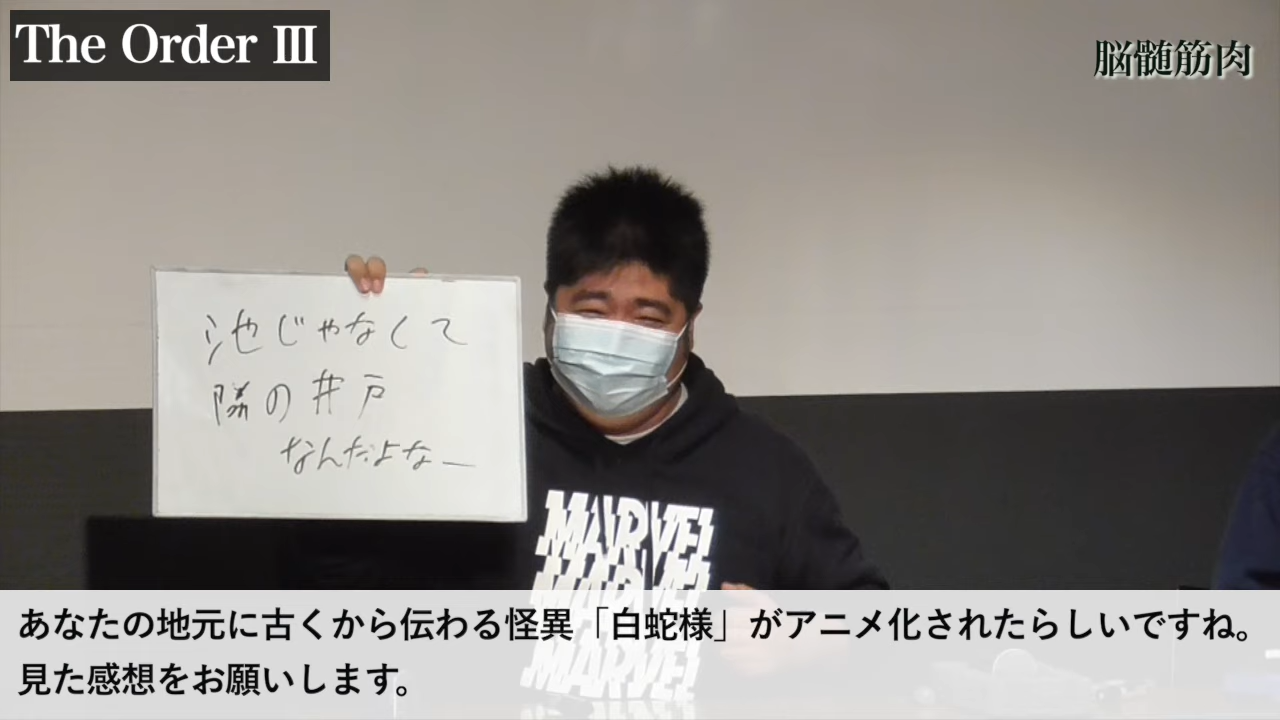 The Order Ⅲ
脳髄筋肉
池じゃなくて
隣の井戸
なんだよなー
MARVEL
MARVEL
MARVEL
MARVEL
あなたの地元に古くから伝わる怪異「白蛇様」がアニメ化されたらしいですね。
見た感想をお願いします。